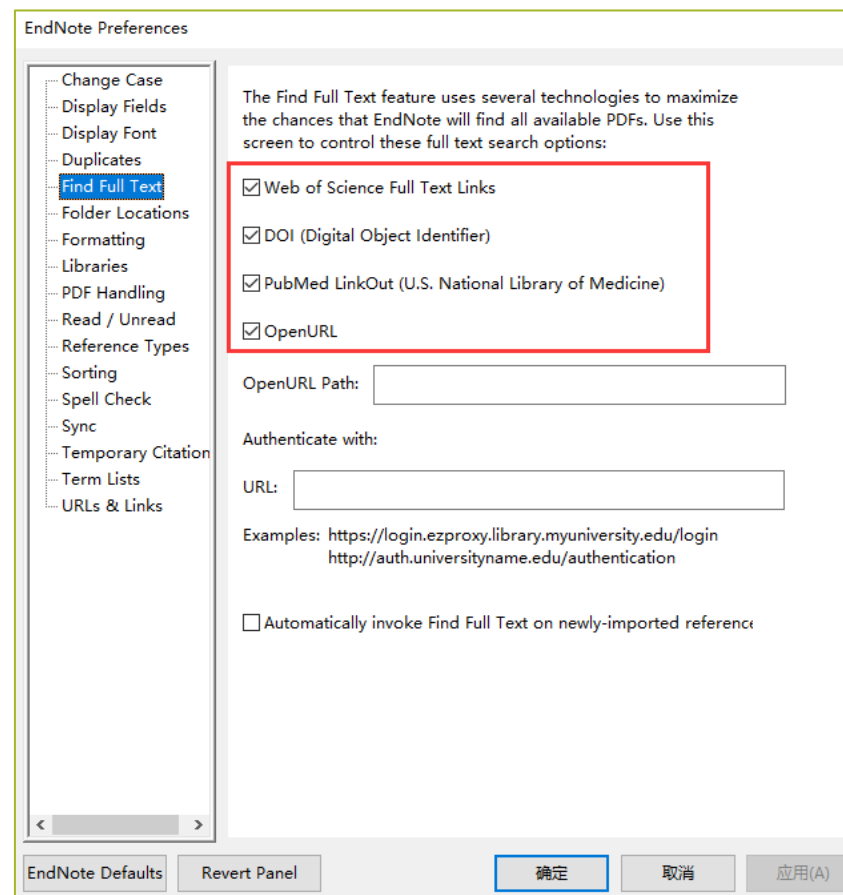 EndNote Preferences
Change Case
Display Fields
Display Font
Duplicates
Find Full Text
Folder Locations
Formatting
Libraries
PDF Handling
Read / Unread
Reference Types
Sorting
Spell Check
Sync
Temporary Citation
Term Lists
URLs & Links
The Find Full Text feature uses several technologies to maximize
the chances that EndNote will find all available PDFs. Use this
screen to control these full text search options:
Web of Science Full Text Links
DOI (Digital Object Identifier)
PubMed LinkOut (U.S. National Library of Medicine)
OpenURL
OpenURL Path:
Authenticate with:
URL:
Examples: https://login.ezproxy.library.myuniversity.edu/login
http://auth.universityname.edu/authentication
Automatically invoke Find Full Text on newly-imported reference
EndNote Defaults
Revert Panel
确定
取消
应用(A)